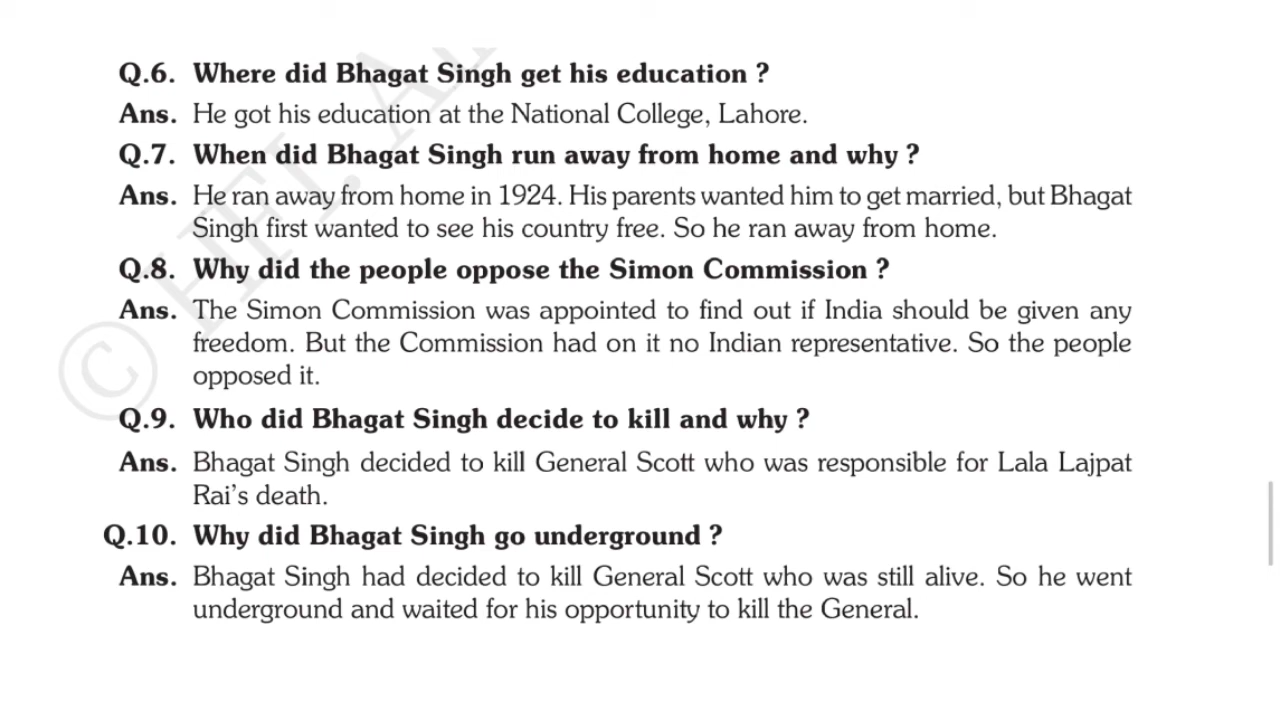 Q.6. Where did Bhagat Singh get his education ?
Ans. He got his education at the National College, Lahore.
Q.7. When did Bhagat Singh run away from home and why ?
Ans. He ran away from home in 1924. His parents wanted him to get married, but Bhagat
Singh first wanted to see his country free. So he ran away from home.
Q.8. Why did the people oppose the Simon Commission ?
Ans. The Simon Commission was appointed to find out if India should be given any
freedom. But the Commission had on it no Indian representative. So the people
opposed it.
Q.9. Who did Bhagat Singh decide to kill and why ?
Ans. Bhagat Singh decided to kill General Scott who was responsible for Lala Lajpat
Rai’s death.
Q.10. Why did Bhagat Singh go underground ?
Ans. Bhagat Singh had decided to kill General Scott who was still alive. So he went
underground and waited for his opportunity to kill the General.